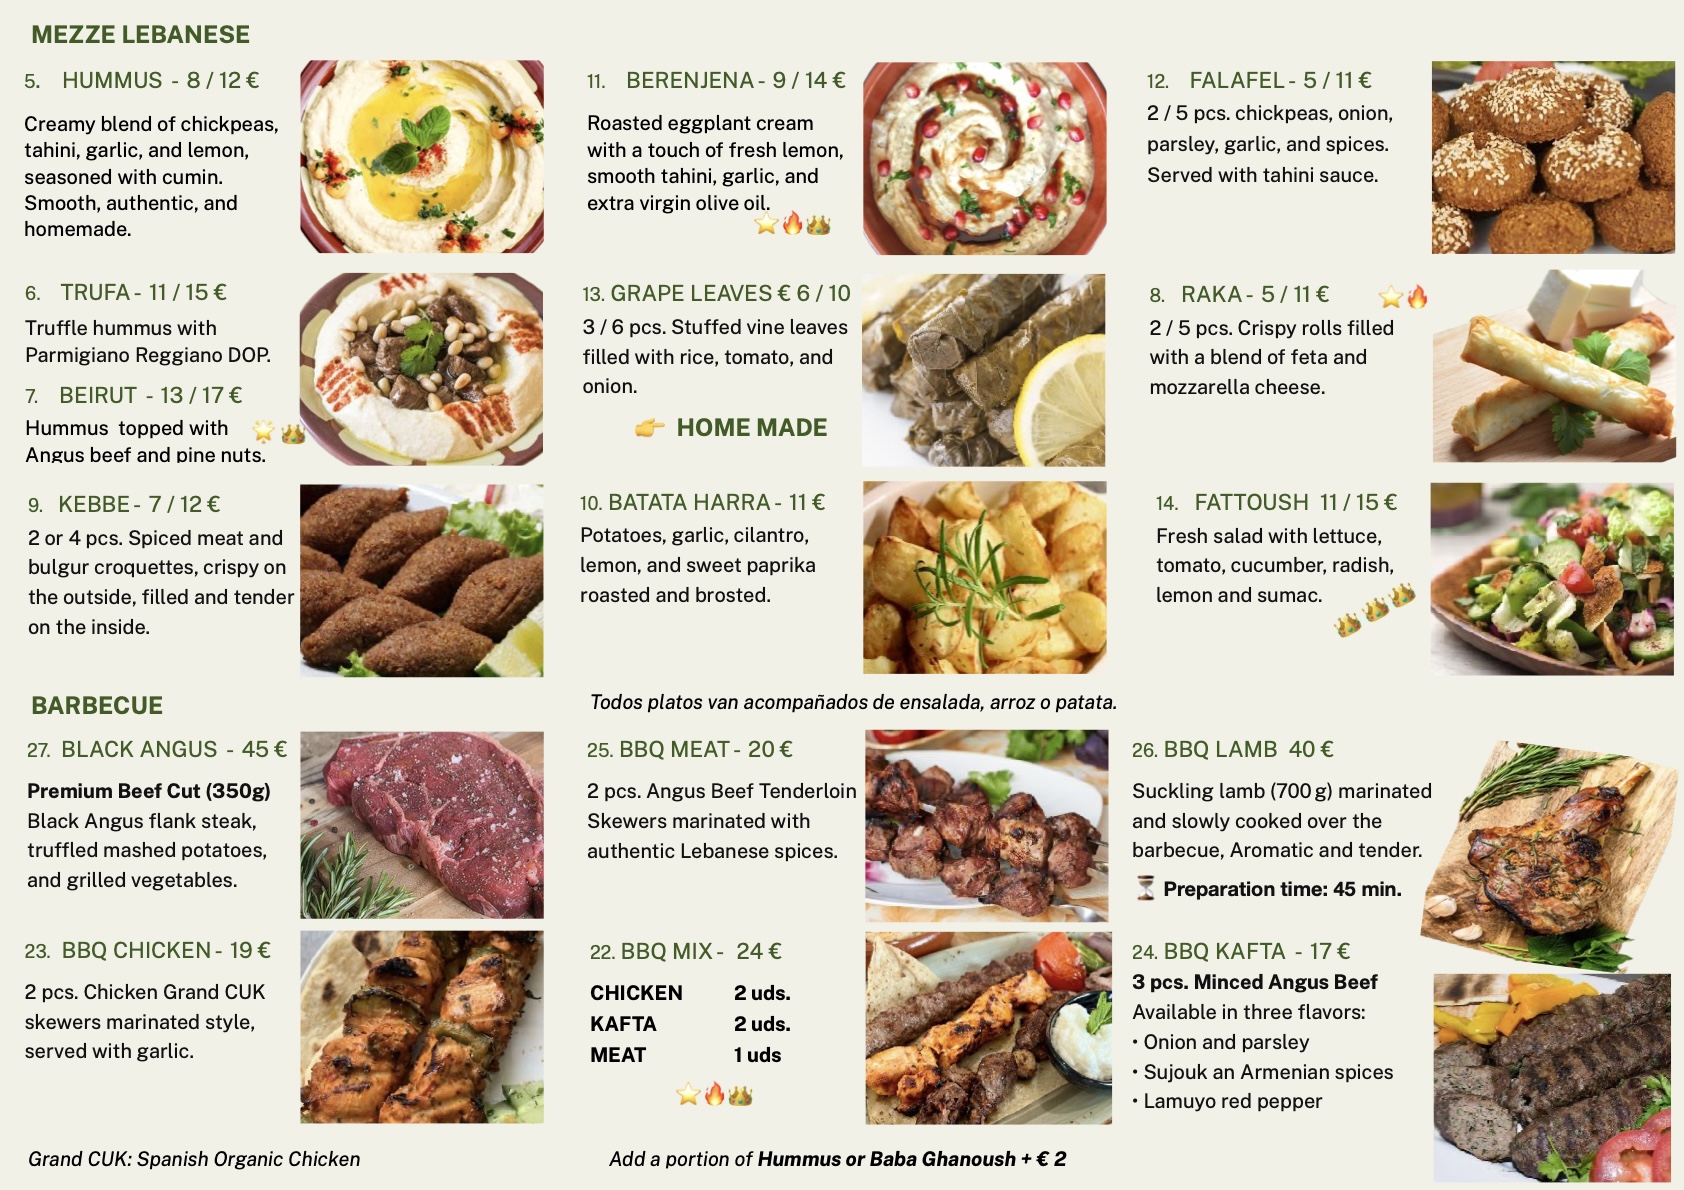 MEZZE LEBANESE
5. HUMMUS - 8 / 12 €
Creamy blend of chickpeas,
tahini, garlic, and lemon,
seasoned with cumin.
Smooth, authentic, and
homemade.
11. BERENJENA - 9 / 14 €
Roasted eggplant cream
with a touch of fresh lemon,
smooth tahini, garlic, and
extra virgin olive oil.
12. FALAFEL - 5 / 11 €
2 / 5 pcs. chickpeas, onion,
parsley, garlic, and spices.
Served with tahini sauce.
6. TRUFA - 11 / 15 €
Truffle hummus with
Parmigiano Reggiano DOP.
7. BEIRUT - 13 / 17 €
Hummus topped with
Angus beef and pine nuts.
13. GRAPE LEAVES € 6 / 10
3 / 6 pcs. Stuffed vine leaves
filled with rice, tomato, and
onion.
👉 HOME MADE
8. RAKA - 5 / 11 €
2 / 5 pcs. Crispy rolls filled
with a blend of feta and
mozzarella cheese.
9. KEBBE - 7 / 12 €
2 or 4 pcs. Spiced meat and
bulgur croquettes, crispy on
the outside, filled and tender
on the inside.
10. BATATA HARRA - 11 €
Potatoes, garlic, cilantro,
lemon, and sweet paprika
roasted and brosted.
14. FATTOUSH 11 / 15 €
Fresh salad with lettuce,
tomato, cucumber, radish,
lemon and sumac.
BARBECUE
Todos platos van acompañados de ensalada, arroz o patata.
27. BLACK ANGUS - 45 €
Premium Beef Cut (350g)
Black Angus flank steak,
truffled mashed potatoes,
and grilled vegetables.
25. BBQ MEAT - 20 €
2 pcs. Angus Beef Tenderloin
Skewers marinated with
authentic Lebanese spices.
26. BBQ LAMB 40 €
Suckling lamb (700 g) marinated
and slowly cooked over the
barbecue, Aromatic and tender.
⏳ Preparation time: 45 min.
23. BBQ CHICKEN - 19 €
2 pcs. Chicken Grand CUK
skewers marinated style,
served with garlic.
22. BBQ MIX - 24 €
CHICKEN 2 uds.
KAFTA 2 uds.
MEAT 1 uds
24. BBQ KAFTA - 17 €
3 pcs. Minced Angus Beef
Available in three flavors:
• Onion and parsley
• Sujouk an Armenian spices
• Lamuyo red pepper
Grand CUK: Spanish Organic Chicken
Add a portion of Hummus or Baba Ghanoush + € 2